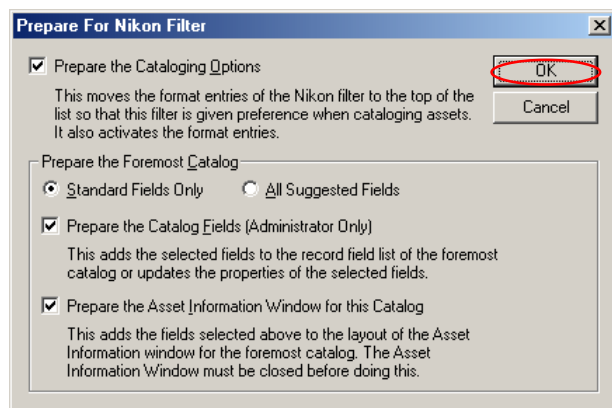 Prepare For Nikon Filter
Prepare the Cataloging Options
OK
This moves the format entries of the Nikon filter to the top of the
list so that this filter is given preference when cataloging assets.
It also activates the format entries.
Cancel
Prepare the Foremost Catalog
Standard Fields Only
All Suggested Fields
Prepare the Catalog Fields (Administrator Only)
This adds the selected fields to the record field list of the foremost
catalog or updates the properties of the selected fields.
Prepare the Asset Information Window for this Catalog
This adds the fields selected above to the layout of the Asset
Information window for the foremost catalog. The Asset
Information Window must be closed before doing this.